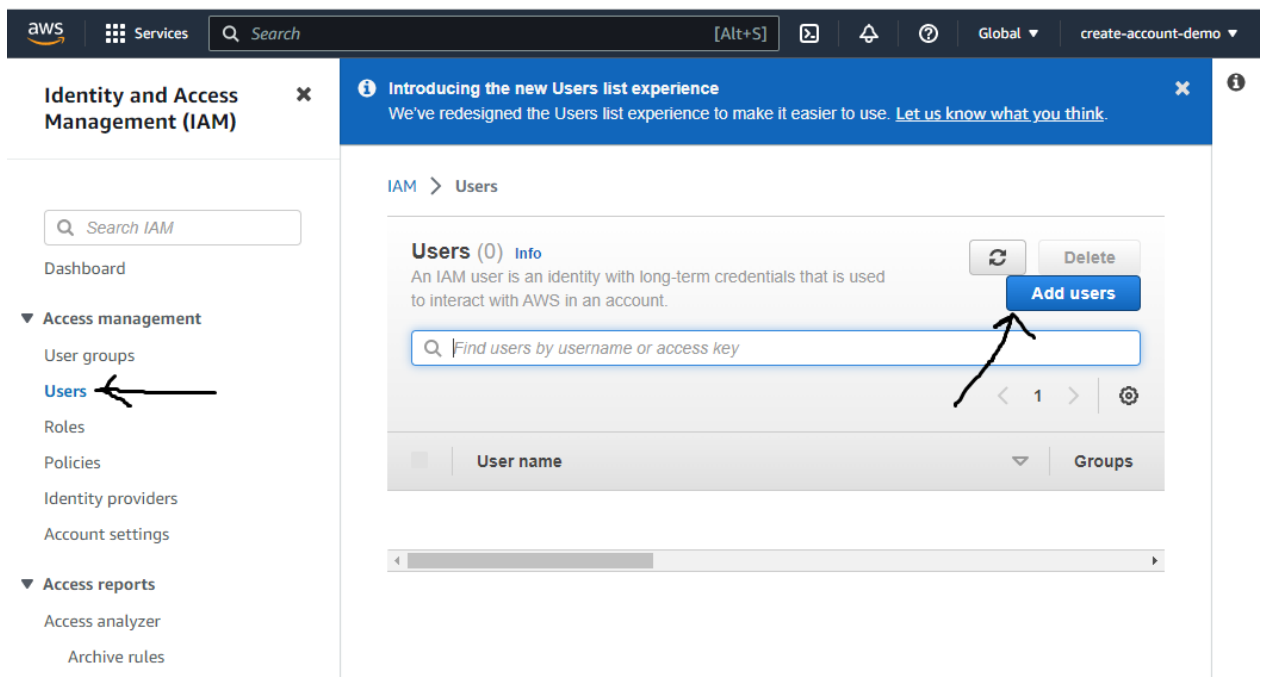 aws
Services
Search
[Alt+S]
Global
create-account-demo
Identity and Access
Management (IAM)
Search IAM
Dashboard
Access management
User groups
Users
Roles
Policies
Identity providers
Account settings
Access reports
Access analyzer
Archive rules
Introducing the new Users list experience
We've redesigned the Users list experience to make it easier to use. Let us know what you think.
IAM > Users
Users (0) Info
An IAM user is an identity with long-term credentials that is used
to interact with AWS in an account.
Delete
Add users
Find users by username or access key
1
User name
Groups